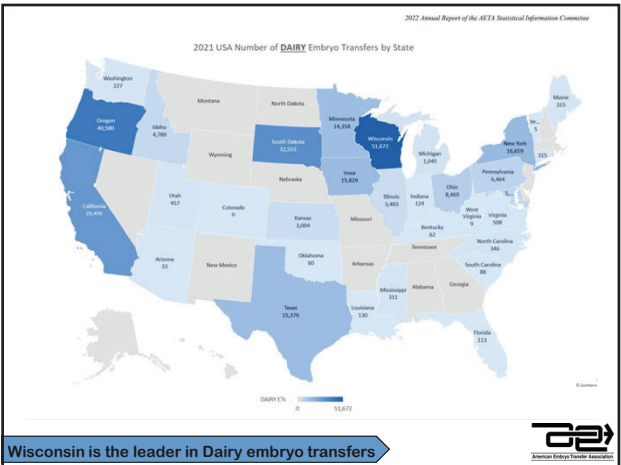 2022 Annual Report of the AETA Statistical Information Committee
2021 USA Number of DAIRY Embryo Transfers by State
Washington
227
Oregon
40,580
Idaho
4,789
Montana
North Dakota
Minnesota
14,358
Wisconsin
51,672
Michigan
1,045
Maine
315
Ve...
5
New York
16,659
315
South Dakota
32,553
Wyoming
Nebraska
Iowa
15,829
Pennsylvania
6,464
Ohio
8,469
Illinois
3,483
Indiana
124
West
Virginia
9
Virginia
508
California
Utah
457
Colorado
0
Kansas
3,004
Missouri
Kentucky
62
North Carolina
346
Tennessee
South Carolina
88
Arizona
33
New Mexico
Oklahoma
60
Arkansas
Mississippi
311
Alabama
Georgia
Texas
15,376
Louisiana
130
Florida
113
DAIRY ETs
0
51,672
Wisconsin is the leader in Dairy embryo transfers
American Embryo Transfer Association